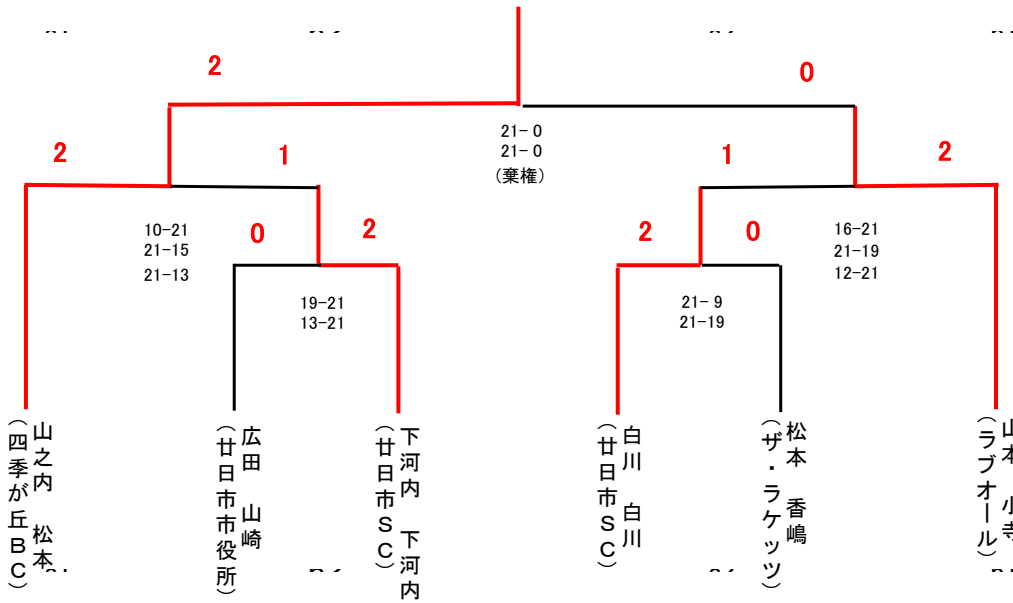 2
0
21-0
21-0
(棄権)
2
1
1
2
10-21
21-15
21-13
0
2
2
0
16-21
21-19
12-21
19-21
13-21
21-9
21-19
山之内 松本
(四季が丘BC)
広田 山崎
(廿日市市役所)
下河内 下河内
(廿日市SC)
白川 白川
(廿日市SC)
松本 香嶋
(ザ・ラケッツ)
山本 小寺
(ラブオール)